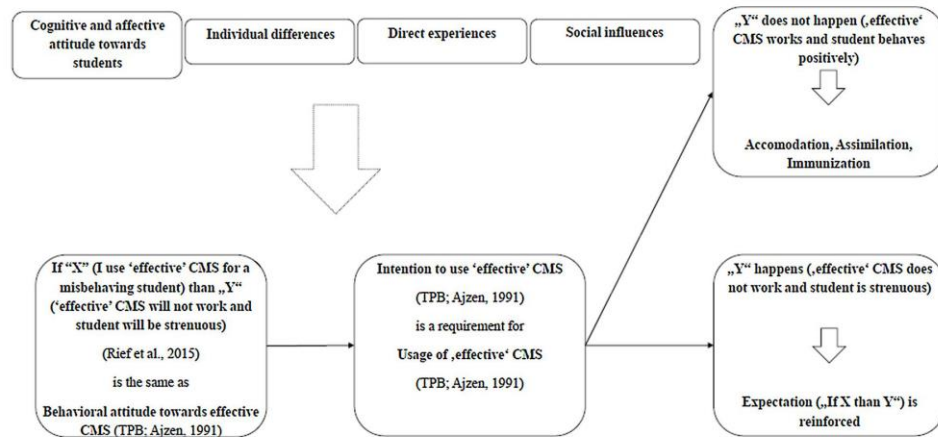 Cognitive and affective
attitude towards
students
Individual differences
Direct experiences
Social influences
„Y“ does not happen (‚effective‘
CMS works and student behaves
positively)
Accomodation, Assimilation,
Immunization
If “X” (I use ‘effective’ CMS for a
misbehaving student) than „Y“
(‘effective’ CMS will not work and
student will be strenuous)
(Rief et al., 2015)
is the same as
Behavioral attitude towards effective
CMS (TPB; Ajzen, 1991)
Intention to use ‘effective’ CMS
(TPB; Ajzen, 1991)
is a requirement for
Usage of ‚effective‘ CMS
(TPB; Ajzen, 1991)
„Y“ happens (‚effective‘ CMS does
not work and student is strenuous)
Expectation („If X than Y“) is
reinforced